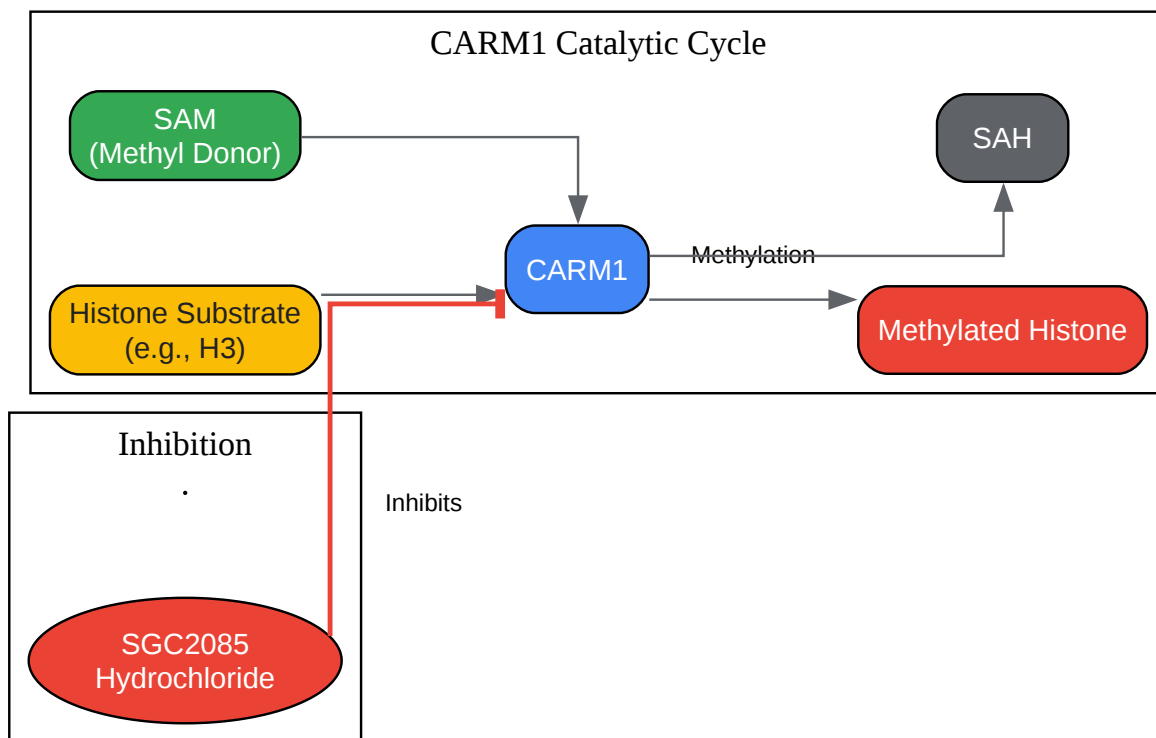 CARM1 Catalytic Cycle
SAM
(Methyl Donor)
SAH
CARM1
Methylation
Histone Substrate
(e.g., H3)
Methylated Histone
Inhibition
.
Inhibits
SGC2085
Hydrochloride